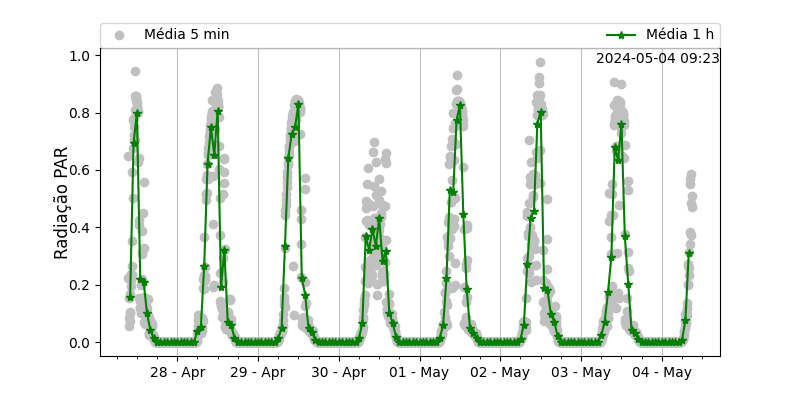 Média 5 min
Média 1 h
2024-05-04 09:23
Radiação PAR
1.0
0.8
0.6
0.4
0.2
0.0
28 - Apr
29 - Apr
30 - Apr
01 - May
02 - May
03 - May
04 - May